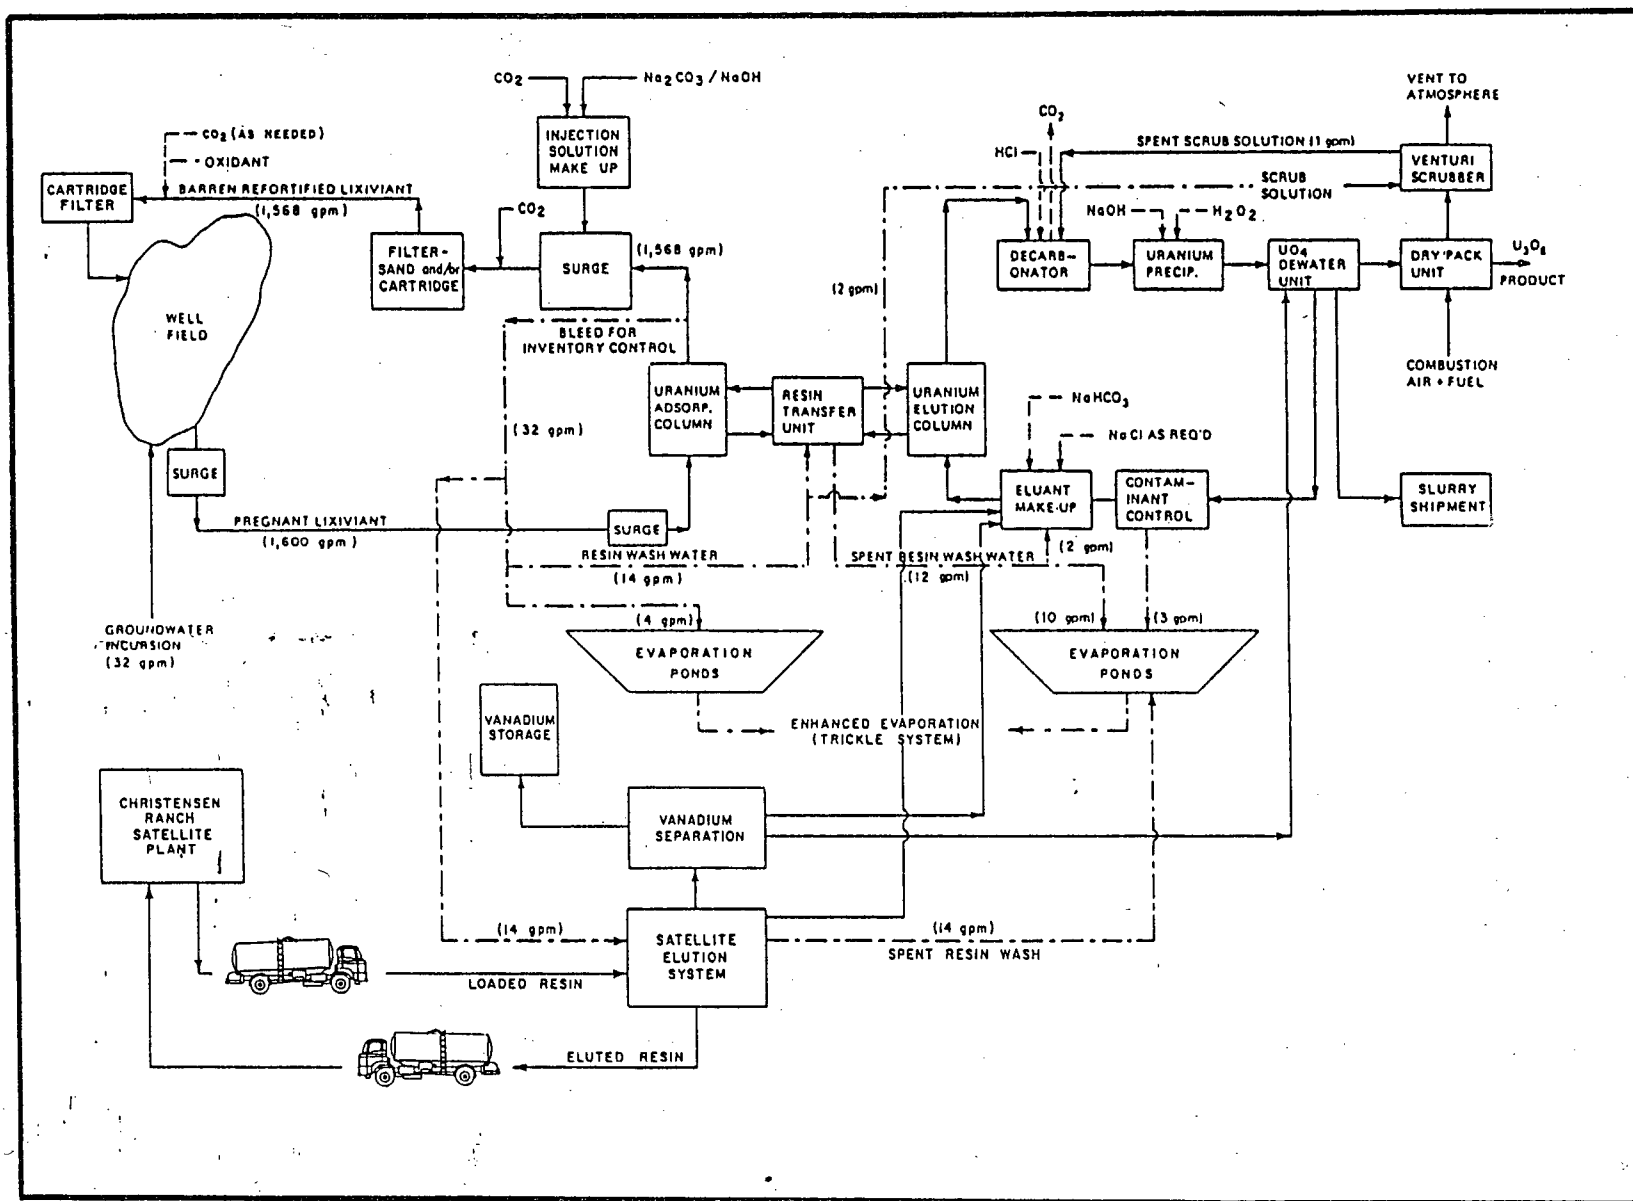 CO2
Na2CO3 / NaOH
INJECTION
SOLUTION
MAKE UP
CO2 (AS NEEDED)
OXIDANT
CARTRIDGE
FILTER
BARREN REFORTIFIED LIXIVIANT
(1,568 gpm)
CO2
FILTER-
SAND and/or
CARTRIDGE
SURGE
(1,568 gpm)
WELL
FIELD
BLEED FOR
INVENTORY CONTROL
(32 gpm)
URANIUM
ADSORP.
COLUMN
RESIN
TRANSFER
UNIT
URANIUM
ELUTION
COLUMN
(2 gpm)
CO2
HCl
SPENT SCRUB SOLUTION (1 gpm)
SCRUB
SOLUTION
VENT TO
ATMOSPHERE
VENTURI
SCRUBBER
NaOH
H2O2
DECARB-
ONATOR
URANIUM
PRECIP.
UO4
DEWATER
UNIT
DRY'PACK
UNIT
U3O8
PRODUCT
COMBUSTION
AIR + FUEL
NaHCO3
NaCl AS REQ'D
ELUANT
MAKE-UP
CONTAM-
INANT
CONTROL
SLURRY
SHIPMENT
SURGE
PREGNANT LIXIVIANT
(1,600 gpm)
SURGE
RESIN WASH WATER
(14 gpm)
SPENT RESIN WASH WATER
(12 gpm)
(2 gpm)
GROUNDWATER
INCURSION
(32 gpm)
(4 gpm)
EVAPORATION
PONDS
(10 gpm)
(3 gpm)
EVAPORATION
PONDS
ENHANCED EVAPORATION
(TRICKLE SYSTEM)
VANADIUM
STORAGE
VANADIUM
SEPARATION
CHRISTENSEN
RANCH
SATELLITE
PLANT
(14 gpm)
SATELLITE
ELUTION
SYSTEM
(14 gpm)
SPENT RESIN WASH
LOADED RESIN
ELUTED RESIN